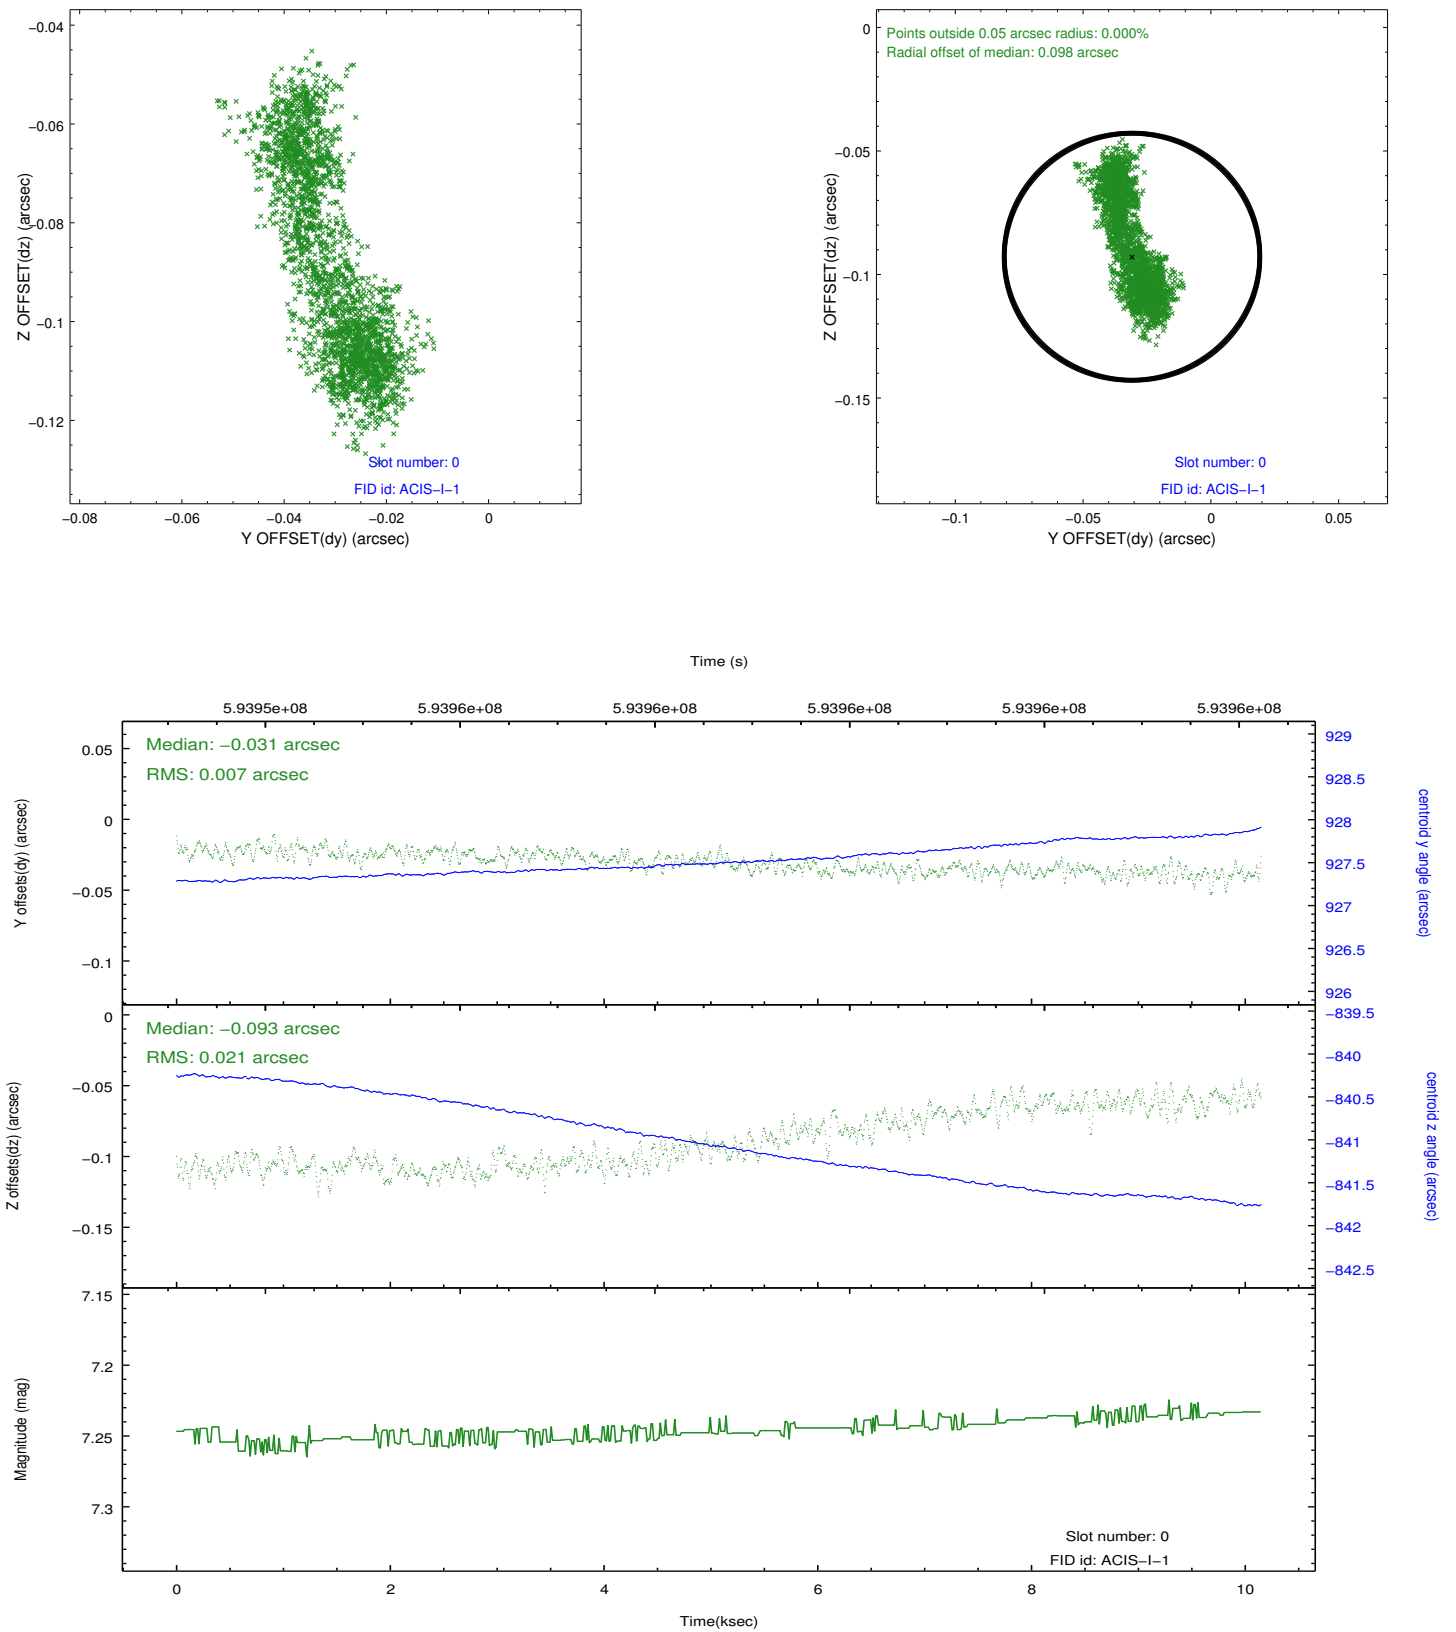 −0.04
−0.06
−0.08
−0.1
−0.12
Z OFFSET(dz) (arcsec)
Slot number: 0
FID id: ACIS−I−1
−0.08 −0.06 −0.04 −0.02 0
Y OFFSET(dy) (arcsec)
Points outside 0.05 arcsec radius: 0.000%
Radial offset of median: 0.098 arcsec
0
−0.05
−0.1
−0.15
Z OFFSET(dz) (arcsec)
Slot number: 0
FID id: ACIS−I−1
−0.1 −0.05 0 0.05
Y OFFSET(dy) (arcsec)
Time (s)
5.9395e+08 5.9396e+08 5.9396e+08 5.9396e+08 5.9396e+08 5.9396e+08
Median: −0.031 arcsec
RMS: 0.007 arcsec
0.05
0
−0.05
−0.1
Y offsets(dy) (arcsec)
929
928.5
928
927.5
927
926.5
926
centroid y angle (arcsec)
Median: −0.093 arcsec
RMS: 0.021 arcsec
0
−0.05
−0.1
−0.15
Z offsets(dz) (arcsec)
−839.5
−840
−840.5
−841
−841.5
−842
−842.5
centroid z angle (arcsec)
7.15
7.2
7.25
7.3
Magnitude (mag)
Slot number: 0
FID id: ACIS−I−1
0 2 4 6 8 10
Time(ksec)